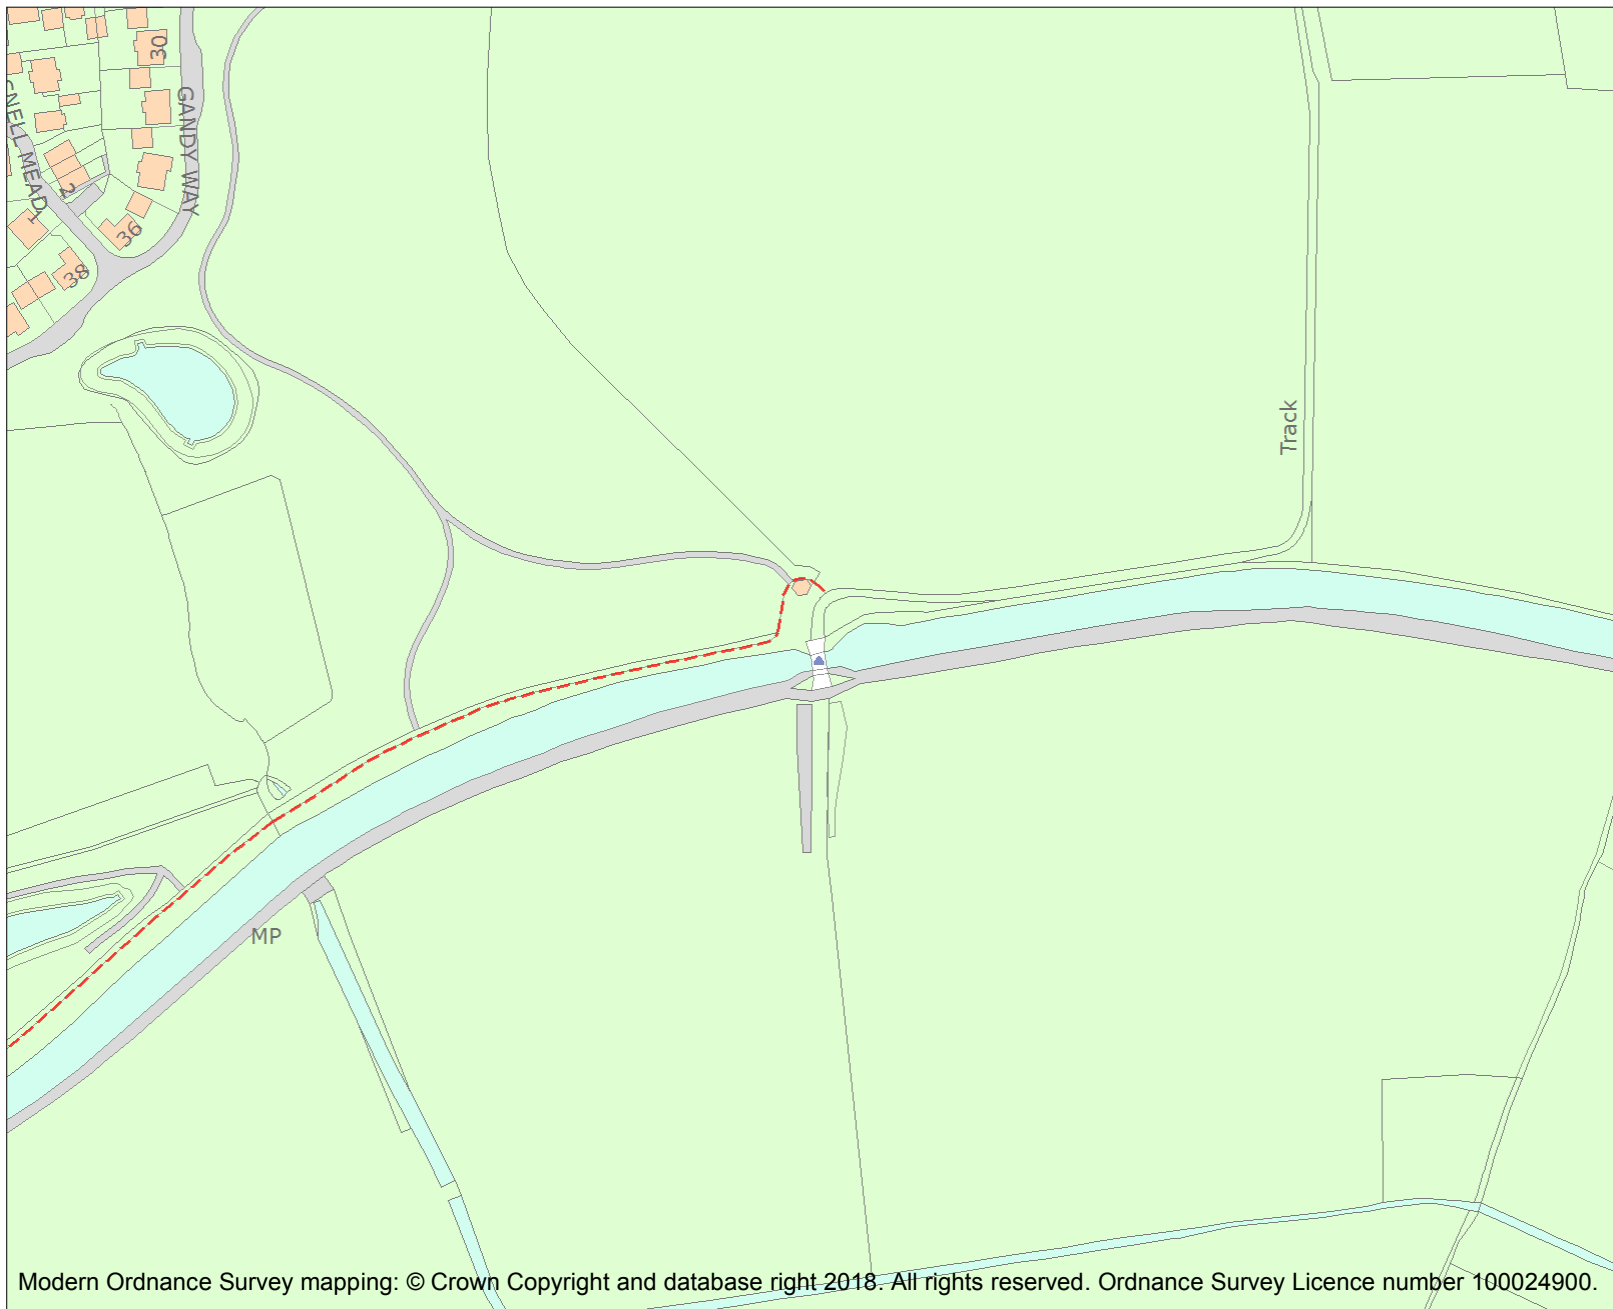 30
GANDY WAY
NELL MEAD
2
1
36
38
Track
MP
Modern Ordnance Survey mapping: © Crown Copyright and database right 2018. All rights reserved. Ordnance Survey Licence number 100024900.